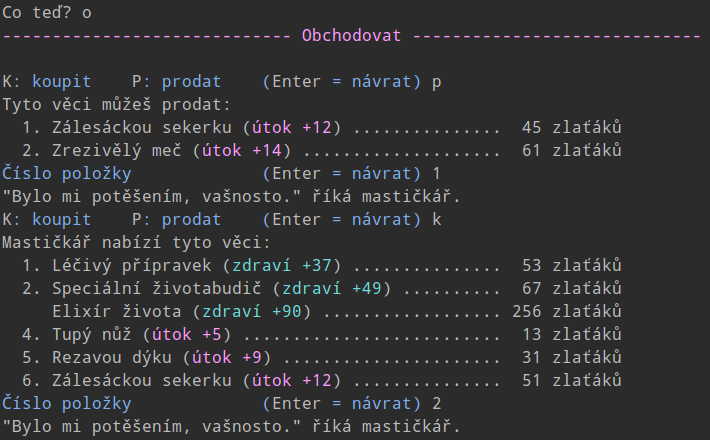 Co teď? o
----------------------------- Obchodovat -----------------------------
K: koupit    P: prodat    (Enter = návrat) p
Tyto věci můžeš prodat:
  1. Zálesáckou sekerku (útok +12) ...............  45 zlaťáků
  2. Zrezivělý meč (útok +14) ....................  61 zlaťáků
Číslo položky             (Enter = návrat) 1
"Bylo mi potěšením, vašnosto." říká mastičkář.
K: koupit    P: prodat    (Enter = návrat) k
Mastičkář nabízí tyto věci:
  1. Léčivý přípravek (zdraví +37) ...............  53 zlaťáků
  2. Speciální životabudič (zdraví +49) ..........  67 zlaťáků
     Elixír života (zdraví +90) .................. 256 zlaťáků
  4. Tupý nůž (útok +5) ..........................  13 zlaťáků
  5. Rezavou dýku (útok +9) ......................  31 zlaťáků
  6. Zálesáckou sekerku (útok +12) ...............  51 zlaťáků
Číslo položky             (Enter = návrat) 2
"Bylo mi potěšením, vašnosto." říká mastičkář.